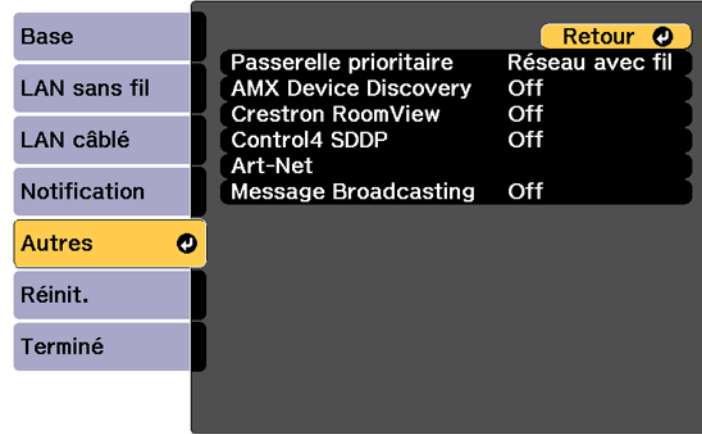 Base
LAN sans fil
LAN câblé
Notification
Autres
Réinit.
Terminé
Retour
Passerelle prioritaire Réseau avec fil
AMX Device Discovery Off
Crestron RoomView Off
Control4 SDDP Off
Art-Net
Message Broadcasting Off